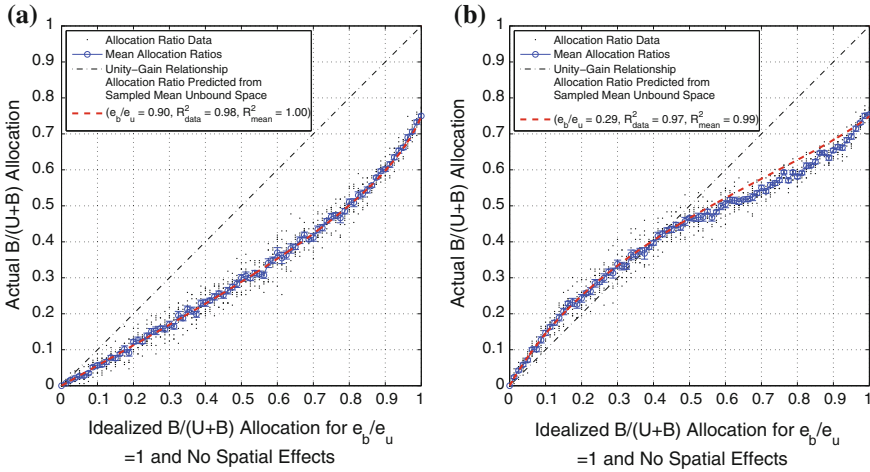 (a)
1
0.9
0.8
0.7
0.6
0.5
0.4
0.3
0.2
0.1
0
Actual B/(U+B) Allocation
Allocation Ratio Data
Mean Allocation Ratios
Unity−Gain Relationship
Allocation Ratio Predicted from
Sampled Mean Unbound Space
(e_b/e_u = 0.90, R²_data = 0.98, R²_mean = 1.00)
0 0.1 0.2 0.3 0.4 0.5 0.6 0.7 0.8 0.9 1
Idealized B/(U+B) Allocation for e_b/e_u
=1 and No Spatial Effects
(b)
1
0.9
0.8
0.7
0.6
0.5
0.4
0.3
0.2
0.1
0
Actual B/(U+B) Allocation
Allocation Ratio Data
Mean Allocation Ratios
Unity−Gain Relationship
Allocation Ratio Predicted from
Sampled Mean Unbound Space
(e_b/e_u = 0.29, R²_data = 0.97, R²_mean = 0.99)
0 0.1 0.2 0.3 0.4 0.5 0.6 0.7 0.8 0.9 1
Idealized B/(U+B) Allocation for e_b/e_u
=1 and No Spatial Effects